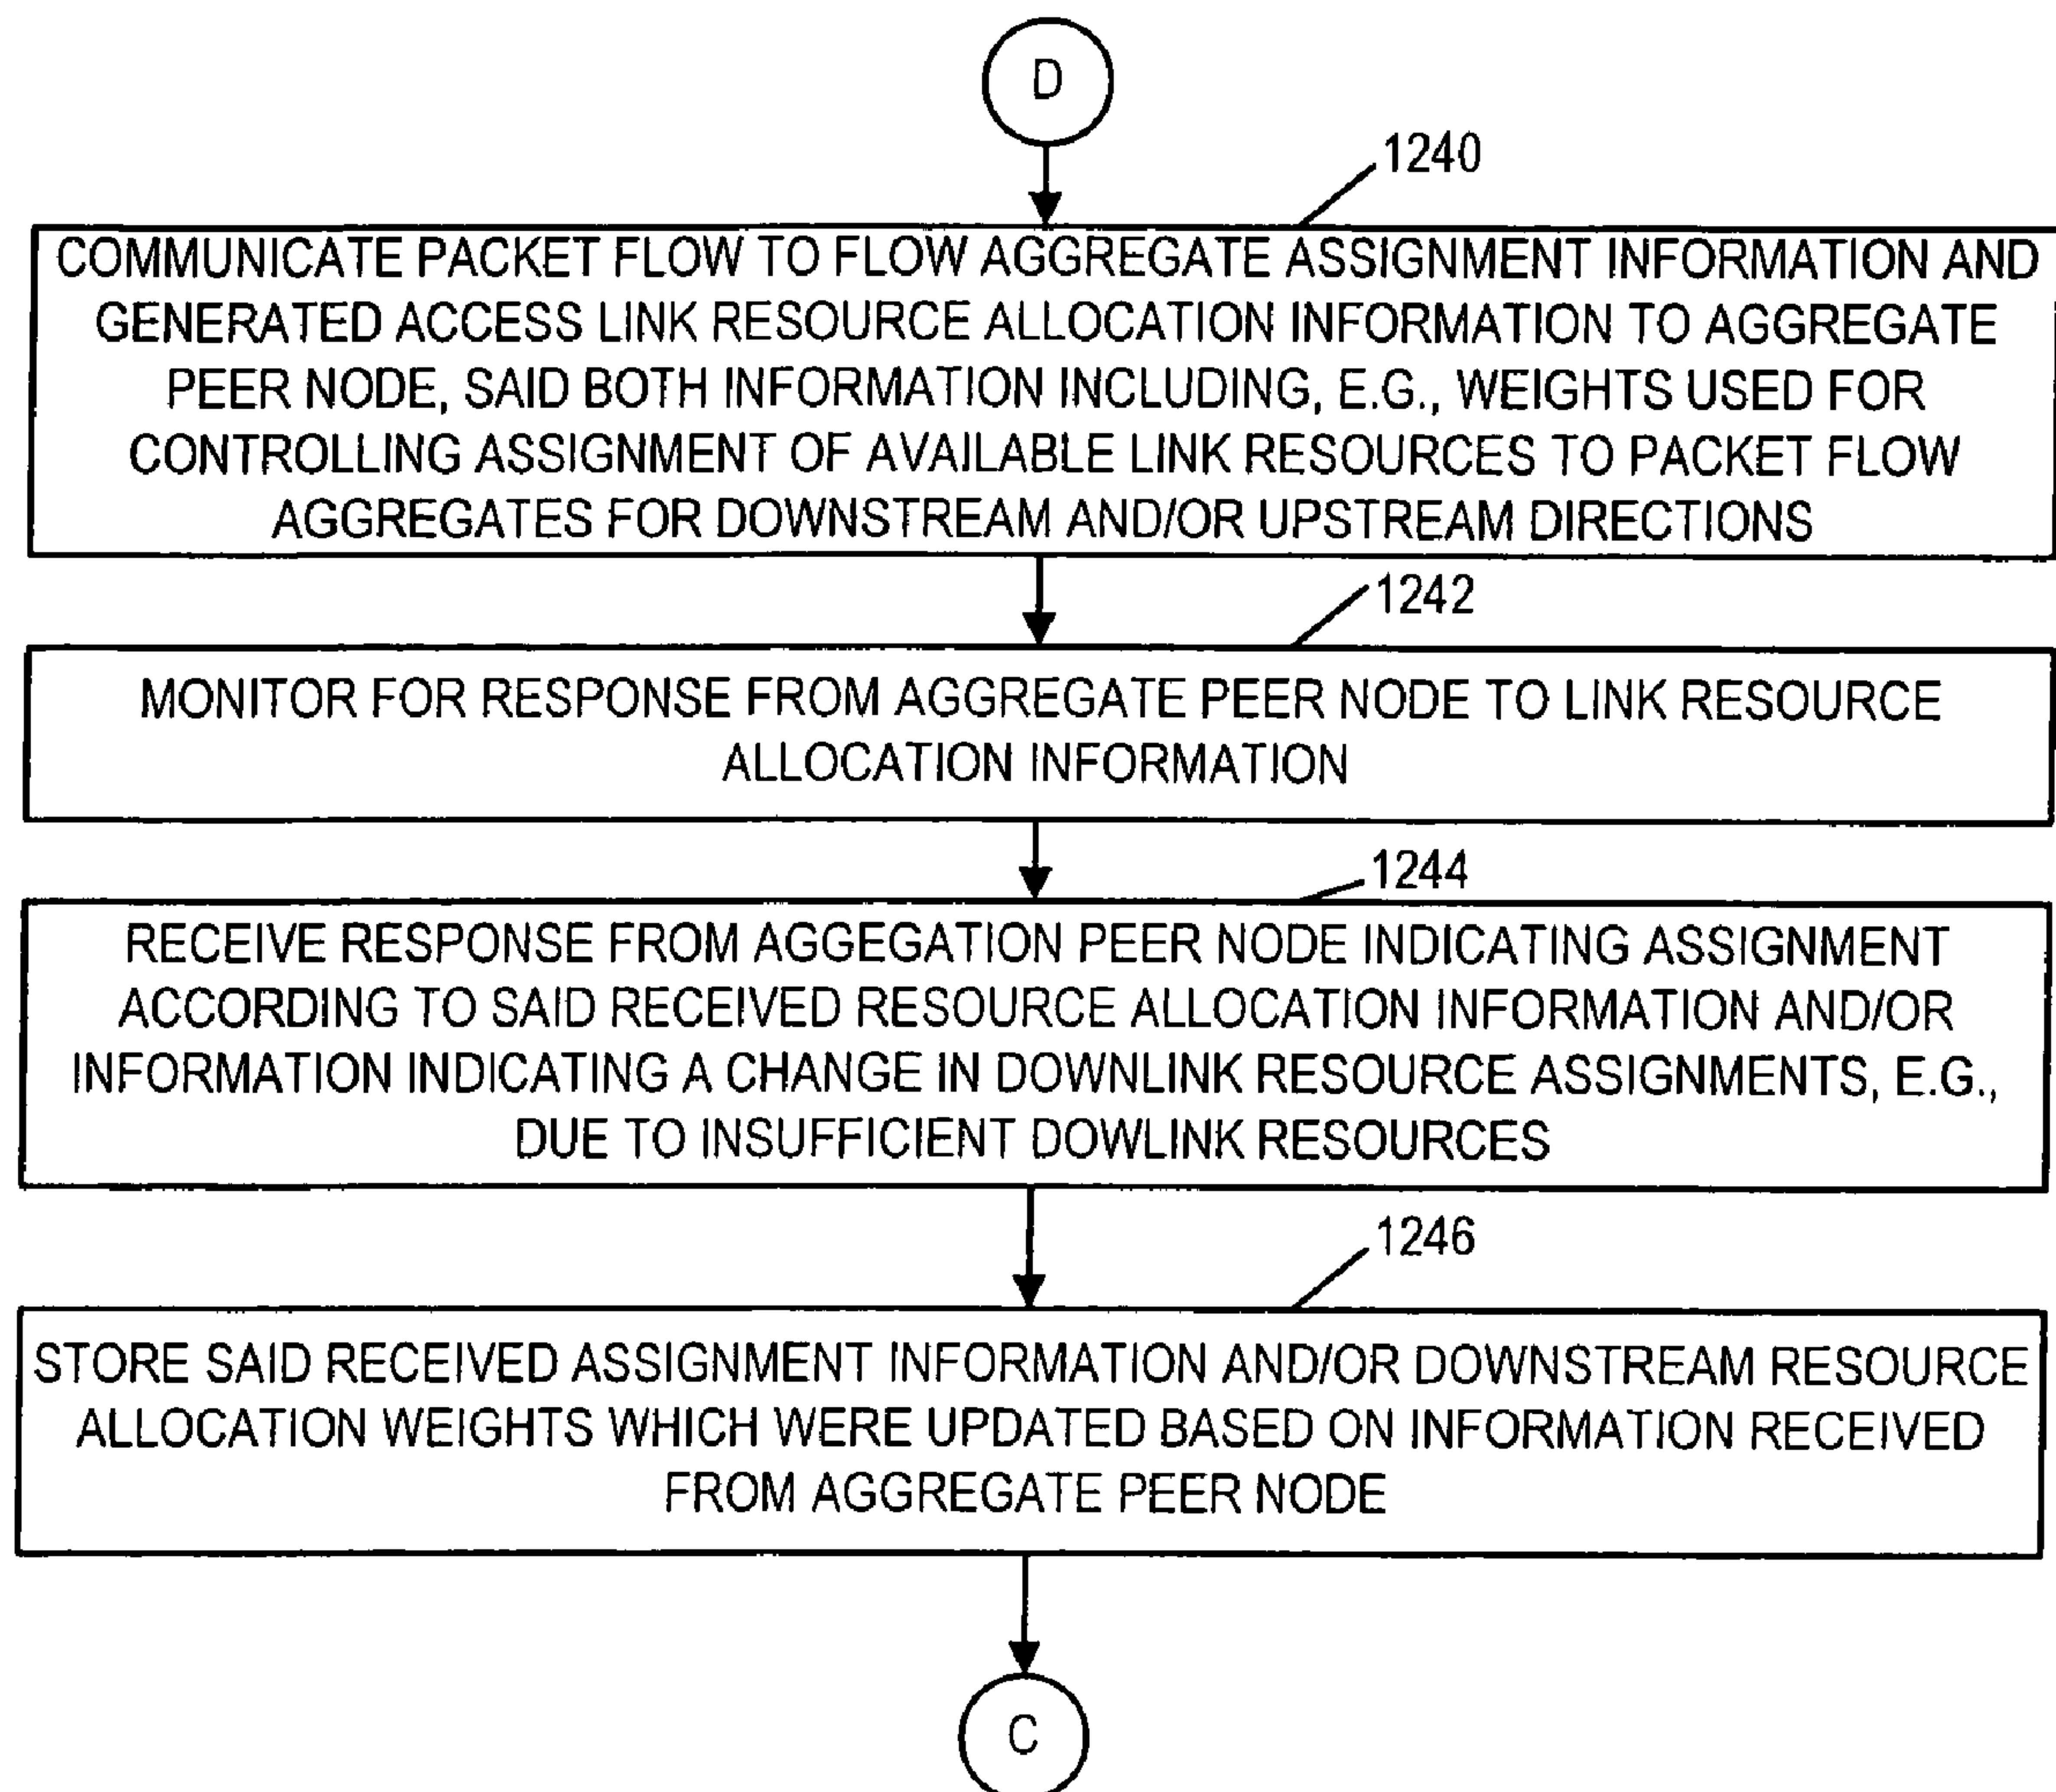 D
1240
COMMUNICATE PACKET FLOW TO FLOW AGGREGATE ASSIGNMENT INFORMATION AND
GENERATED ACCESS LINK RESOURCE ALLOCATION INFORMATION TO AGGREGATE
PEER NODE, SAID BOTH INFORMATION INCLUDING, E.G., WEIGHTS USED FOR
CONTROLLING ASSIGNMENT OF AVAILABLE LINK RESOURCES TO PACKET FLOW
AGGREGATES FOR DOWNSTREAM AND/OR UPSTREAM DIRECTIONS
1242
MONITOR FOR RESPONSE FROM AGGREGATE PEER NODE TO LINK RESOURCE
ALLOCATION INFORMATION
1244
RECEIVE RESPONSE FROM AGGEGATION PEER NODE INDICATING ASSIGNMENT
ACCORDING TO SAID RECEIVED RESOURCE ALLOCATION INFORMATION AND/OR
INFORMATION INDICATING A CHANGE IN DOWNLINK RESOURCE ASSIGNMENTS, E.G.,
DUE TO INSUFFICIENT DOWLINK RESOURCES
1246
STORE SAID RECEIVED ASSIGNMENT INFORMATION AND/OR DOWNSTREAM RESOURCE
ALLOCATION WEIGHTS WHICH WERE UPDATED BASED ON INFORMATION RECEIVED
FROM AGGREGATE PEER NODE
C